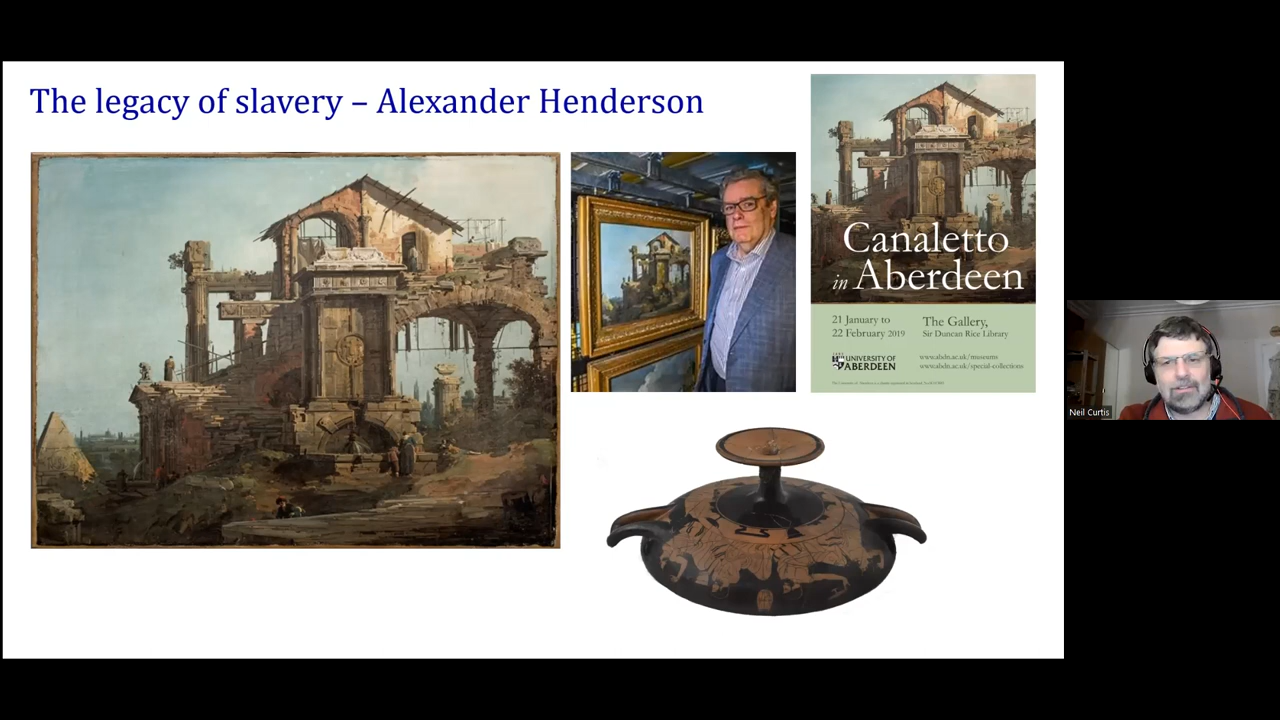 The legacy of slavery – Alexander Henderson
Canaletto
in Aberdeen
21 January to
22 February 2019
The Gallery,
Sir Duncan Rice Library
UNIVERSITY OF
ABERDEEN
www.abdn.ac.uk/museums
www.abdn.ac.uk/special-collections
Neil Curtis